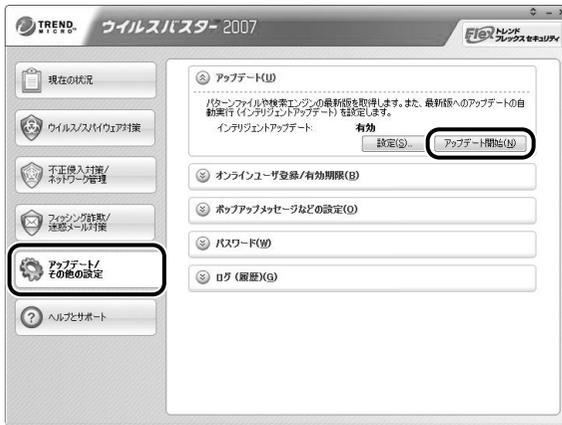 TREND MICRO ウイルスバスター 2007
Flex トレンド フレックス セキュリティ
現在の状況
ウイルス/スパイウェア対策
不正侵入対策/
ネットワーク管理
フィッシング詐欺/
迷惑メール対策
アップデート/
その他の設定
ヘルプとサポート
アップデート(U)
パターンファイルや検索エンジンの最新版を取得します。また、最新版へのアップデートの自
動実行(インテリジェントアップデート)を設定します。
インテリジェントアップデート: 有効
設定(S)... アップデート開始(N)
オンラインユーザ登録/有効期限(B)
ポップアップメッセージなどの設定(O)
パスワード(W)
ログ (履歴)(G)